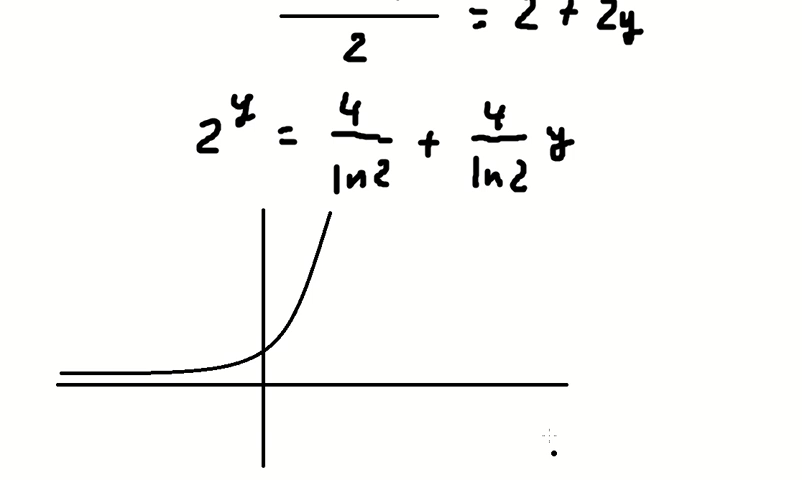 /2 = 2 + 2y
2^y = 4/ln2 + 4/ln2 y